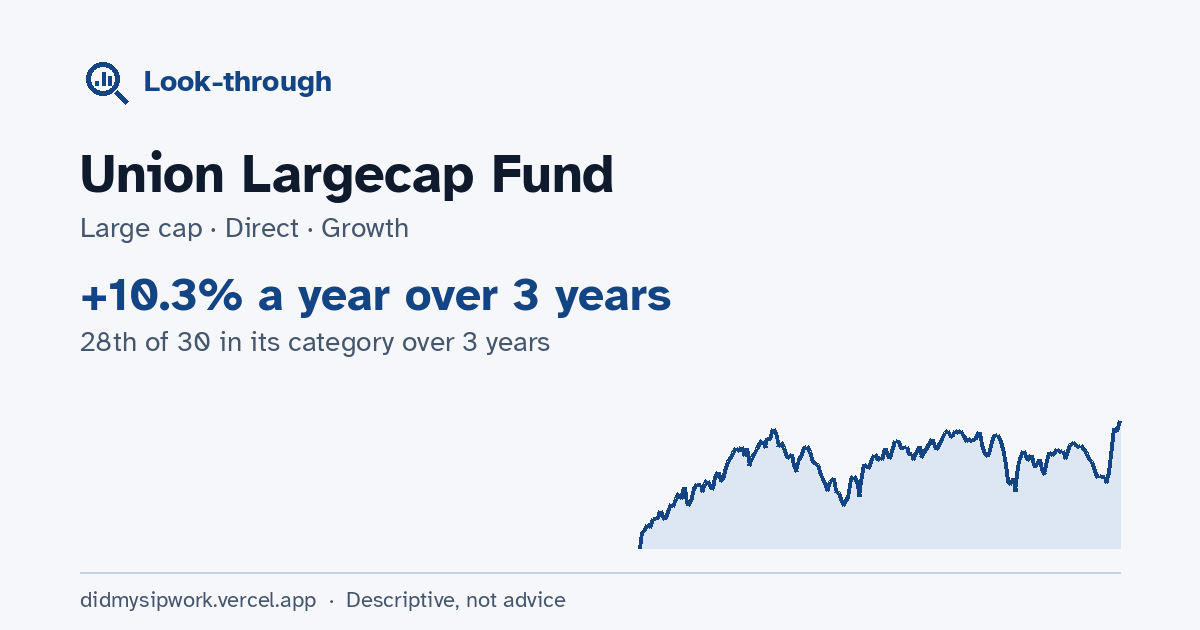 Look-through
Union Largecap Fund
Large cap · Direct · Growth
+10.3% a year over 3 years
28th of 30 in its category over 3 years
didmysipwork.vercel.app · Descriptive, not advice